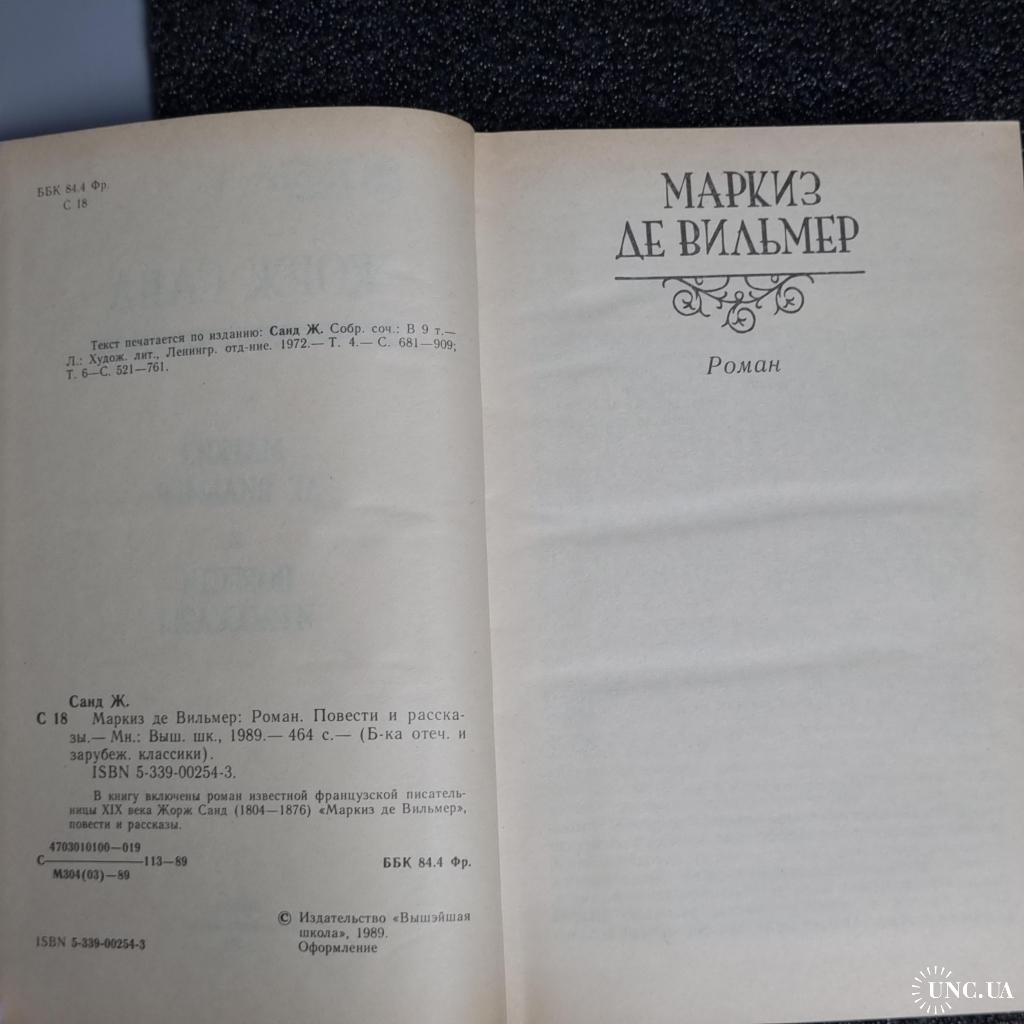 ББК 84.4 Фр.
С 18
Текст печатается по изданию: Санд Ж. Собр. соч.: В 9 т.—
Л.: Худож. лит., Ленингр. отд-ние. 1972.— Т. 4.— С. 681—909;
Т. 6—С. 521—761.
Санд Ж.
С 18 Маркиз де Вильмер: Роман. Повести и расска-
зы.— Мн.: Выш. шк., 1989.— 464 с.— (Б-ка отеч. и
зарубеж. классики).
ISBN 5-339-00254-3.
В книгу включены роман известной французской писатель-
ницы XIX века Жорж Санд (1804—1876) «Маркиз де Вильмер»,
повести и рассказы.
4703010100—019
С————113—89
М304(03)—89
ББК 84.4 Фр.
© Издательство «Вышэйшая
школа», 1989.
Оформление
ISBN 5-339-00254-3
МАРКИЗ
ДЕ ВИЛЬМЕР
Роман
UNC.UA